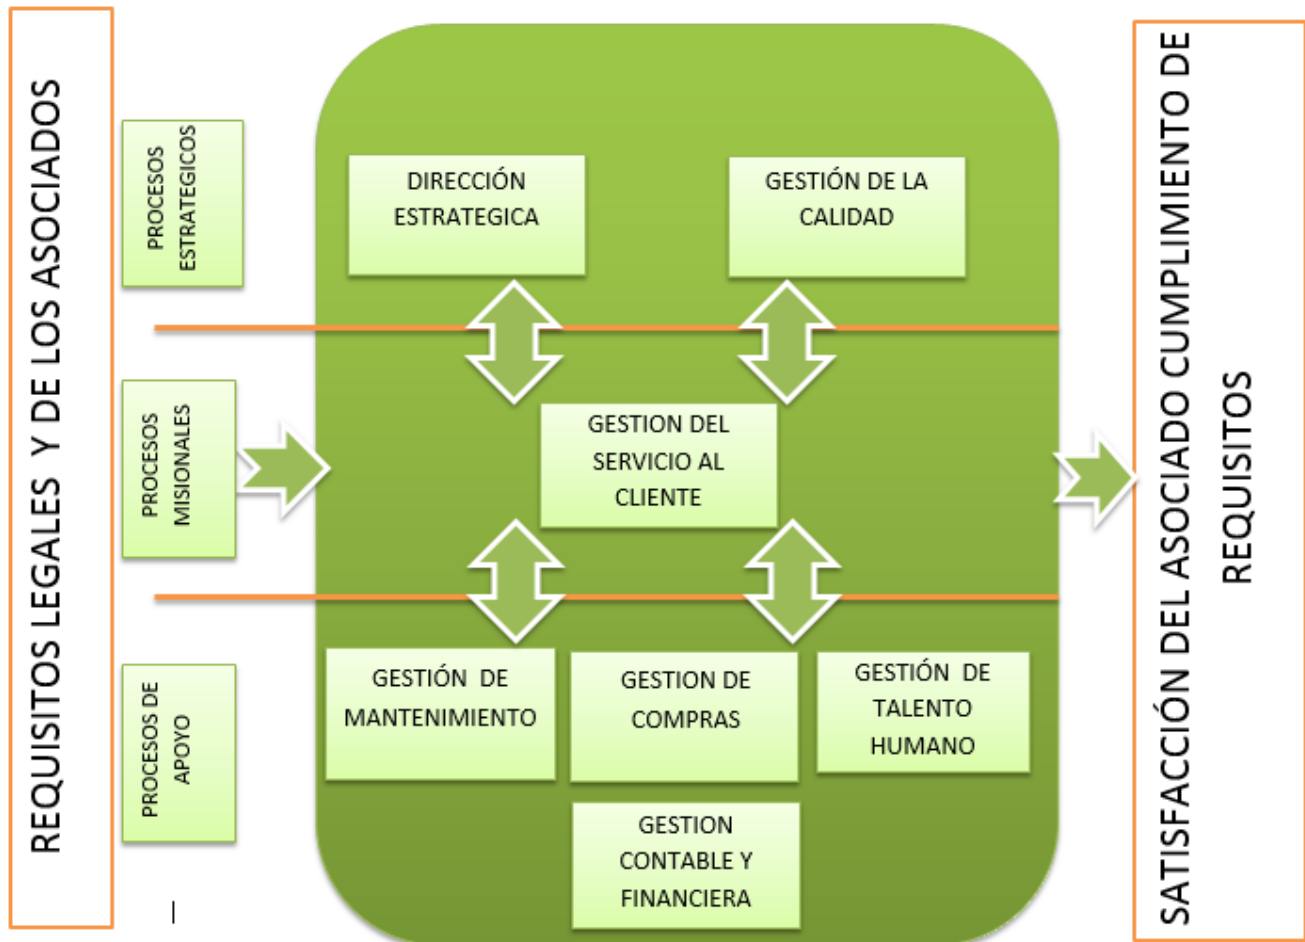 REQUISITOS LEGALES Y DE LOS ASOCIADOS
PROCESOS
ESTRATEGICOS
DIRECCIÓN
ESTRATEGICA
GESTIÓN DE LA
CALIDAD
PROCESOS
MISIONALES
GESTION DEL
SERVICIO AL
CLIENTE
PROCESOS DE
APOYO
GESTIÓN DE
MANTENIMIENTO
GESTION DE
COMPRAS
GESTIÓN DE
TALENTO
HUMANO
GESTION
CONTABLE Y
FINANCIERA
SATISFACCIÓN DEL ASOCIADO CUMPLIMIENTO DE
REQUISITOS